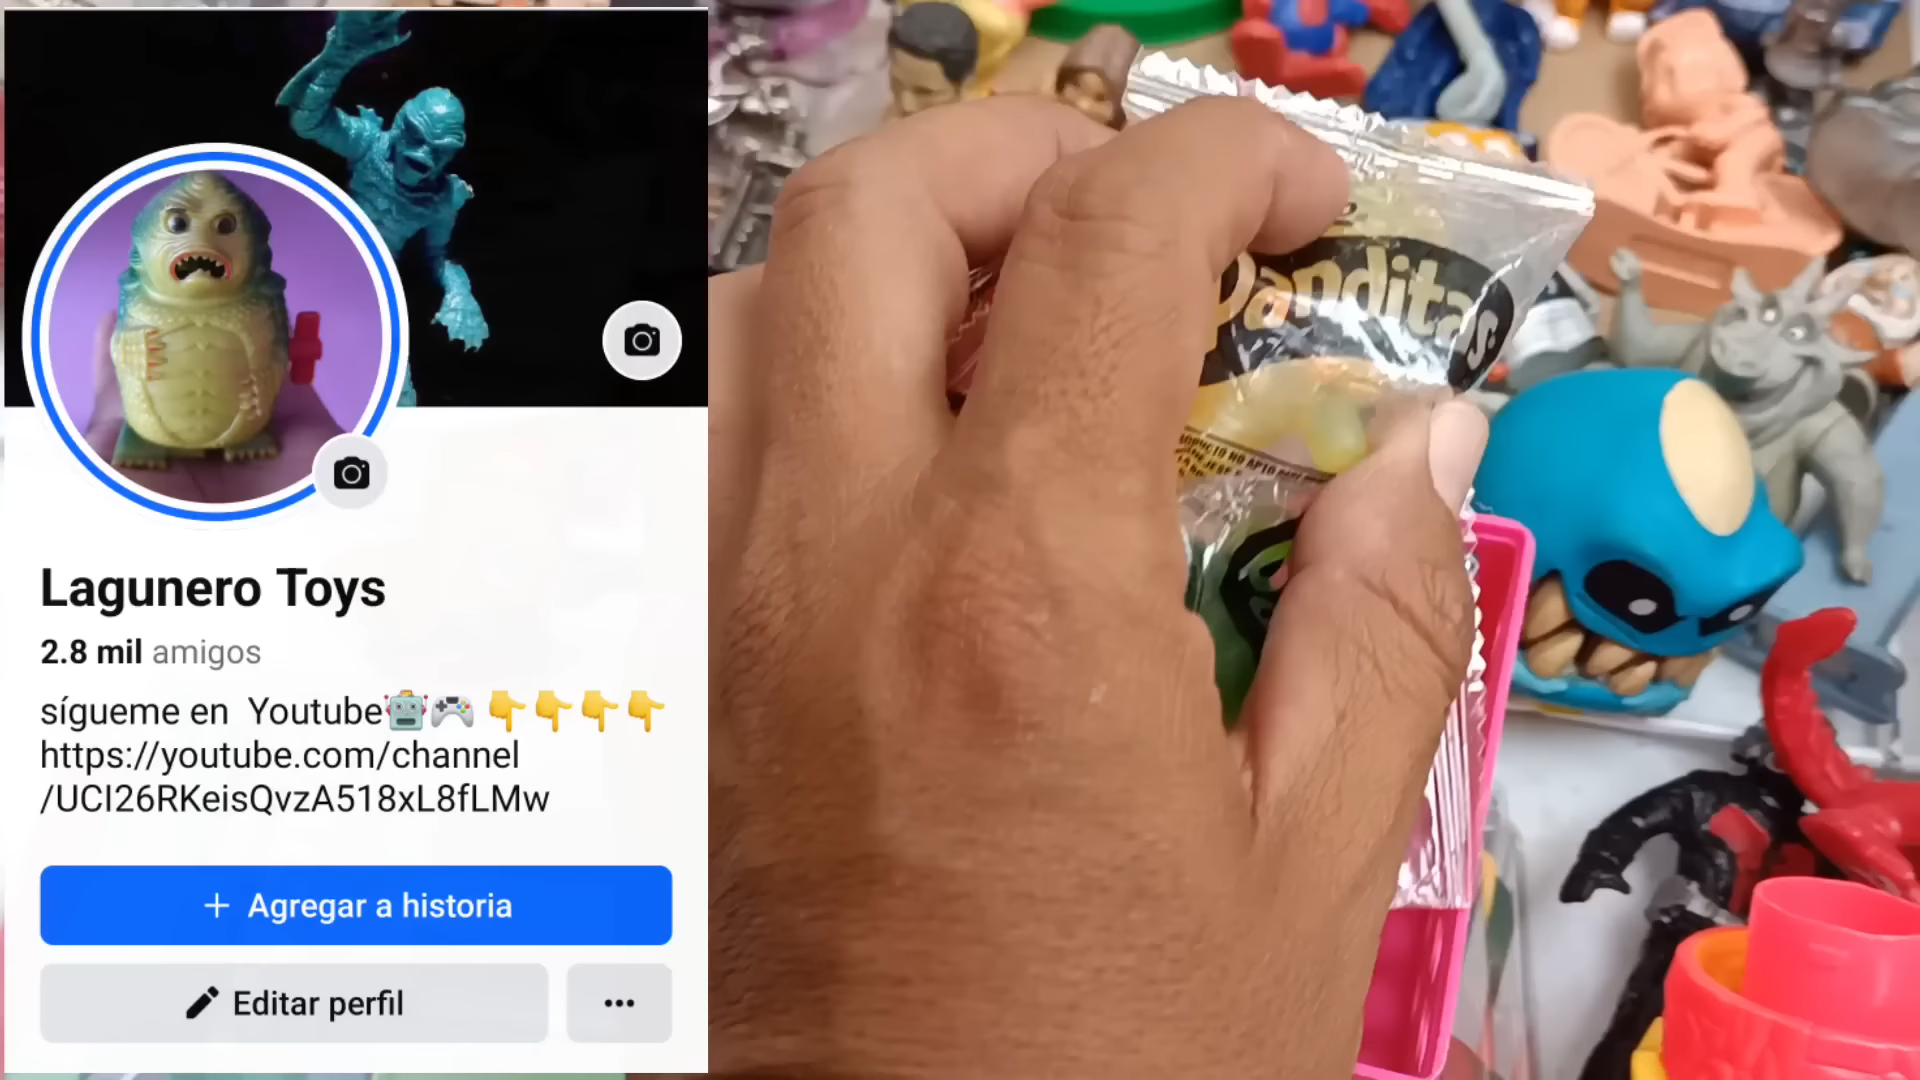 Lagunero Toys
2.8 mil amigos
sígueme en Youtube🤖🎮 👇👇👇👇
https://youtube.com/channel
/UCI26RKeisQvzA518xL8fLMw
+ Agregar a historia
Editar perfil
Panditas